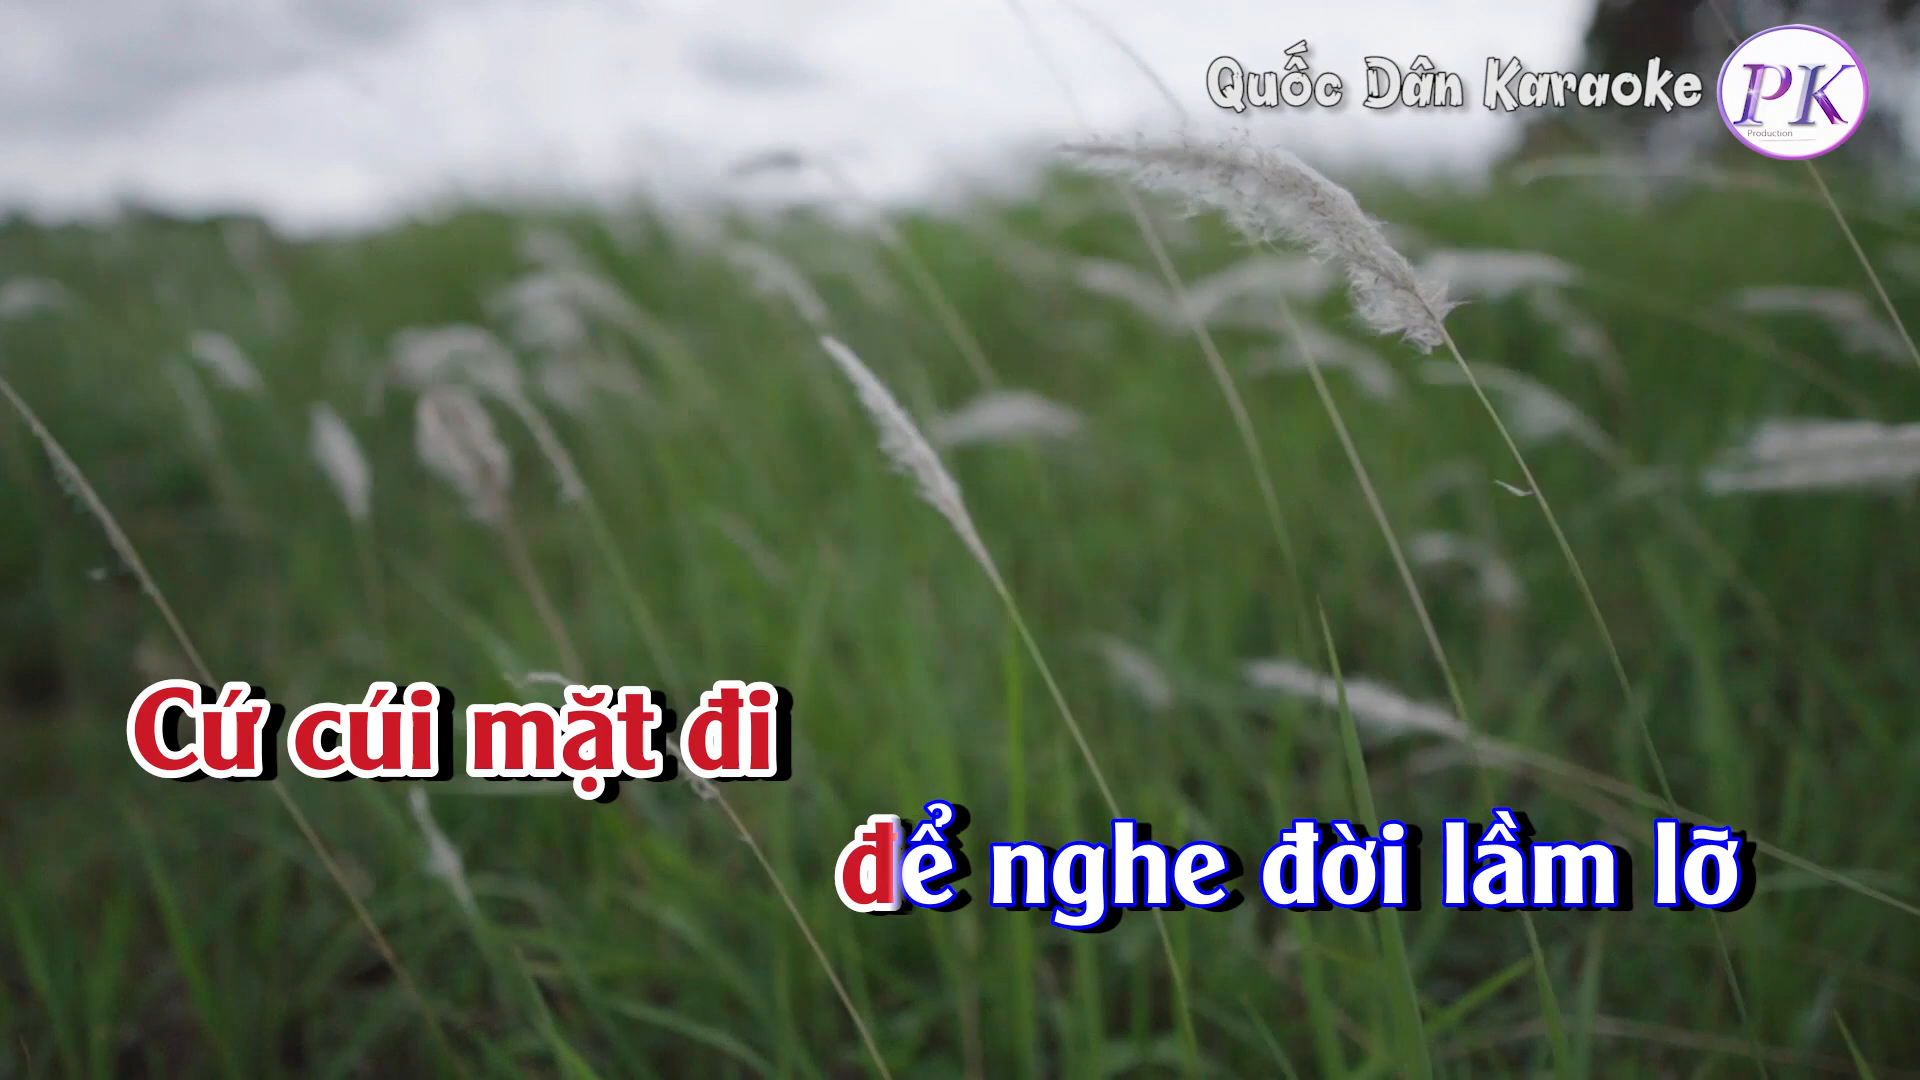 Quốc Dân Karaoke
PK
Production
Cứ cúi mặt đi
để nghe đời lầm lỡ